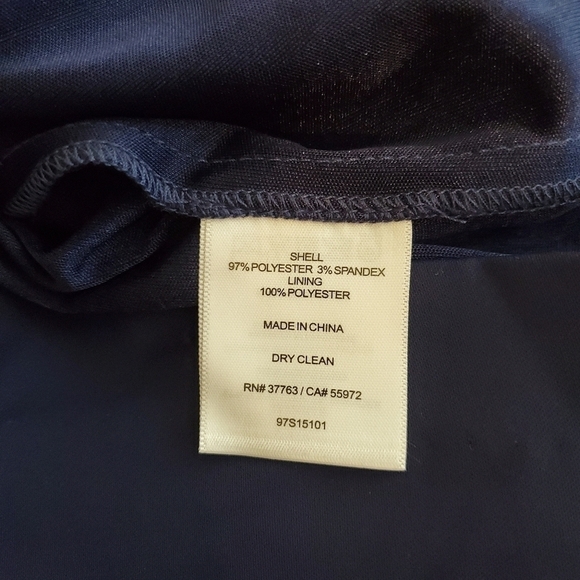 SHELL
97% POLYESTER 3% SPANDEX
LINING
100% POLYESTER
MADE IN CHINA
DRY CLEAN
RN# 37763 / CA# 55972
97S15101